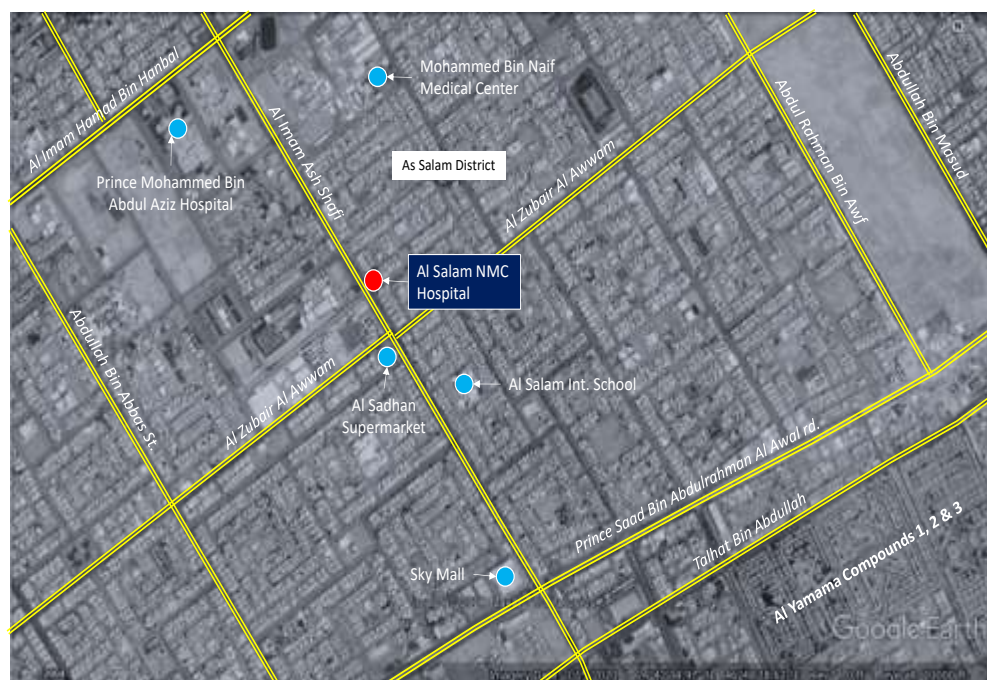 Mohammed Bin Naif
Medical Center
Al Imam Hamad Bin Hanbal
Al Imam Ash Shafi
Abdul Rahman Bin Awf
Abdullah Bin Masud
As Salam District
Al Zubair Al Awwam
Prince Mohammed Bin
Abdul Aziz Hospital
Al Salam NMC
Hospital
Abdullah Bin Abbas St.
Al Zubair Al Awwam
Al Sadhan
Supermarket
Al Salam Int. School
Prince Saad Bin Abdulrahman Al Awal rd.
Talhat Bin Abdullah
Al Yamama Compounds 1, 2 & 3
Sky Mall
Google Earth